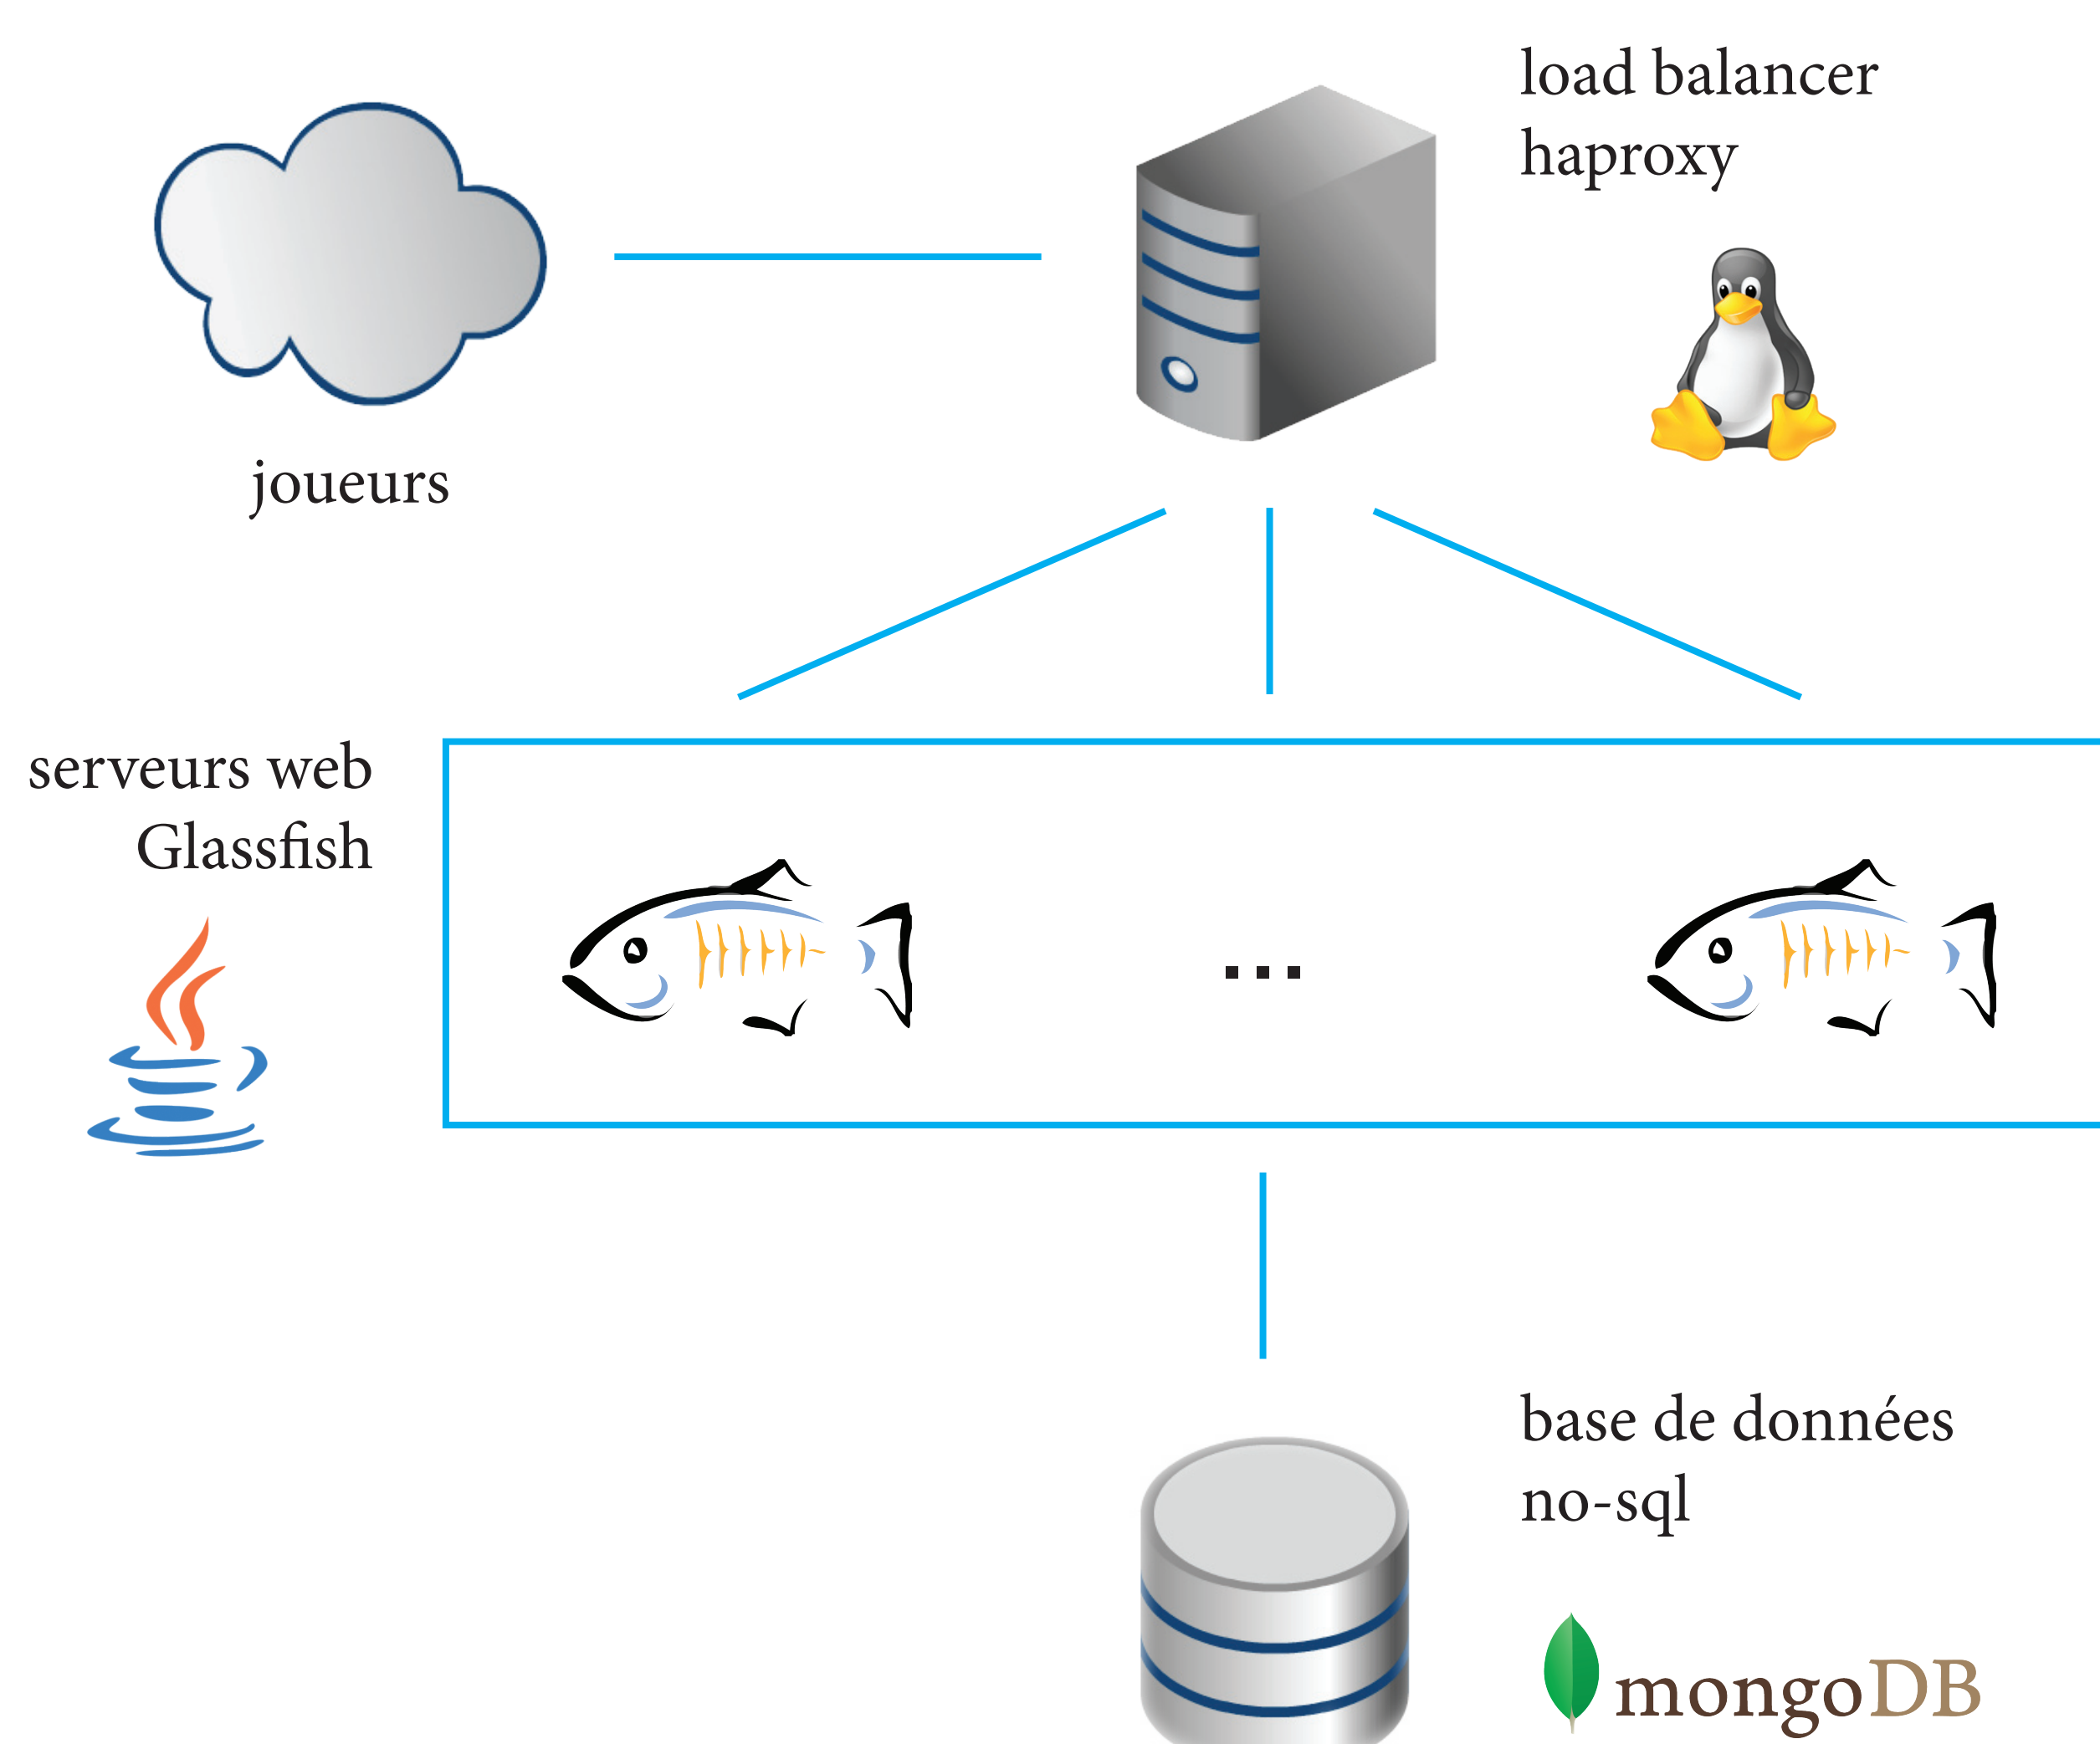 load balancer
haproxy
joueurs
serveurs web
Glassfish
...
base de données
no-sql
mongoDB